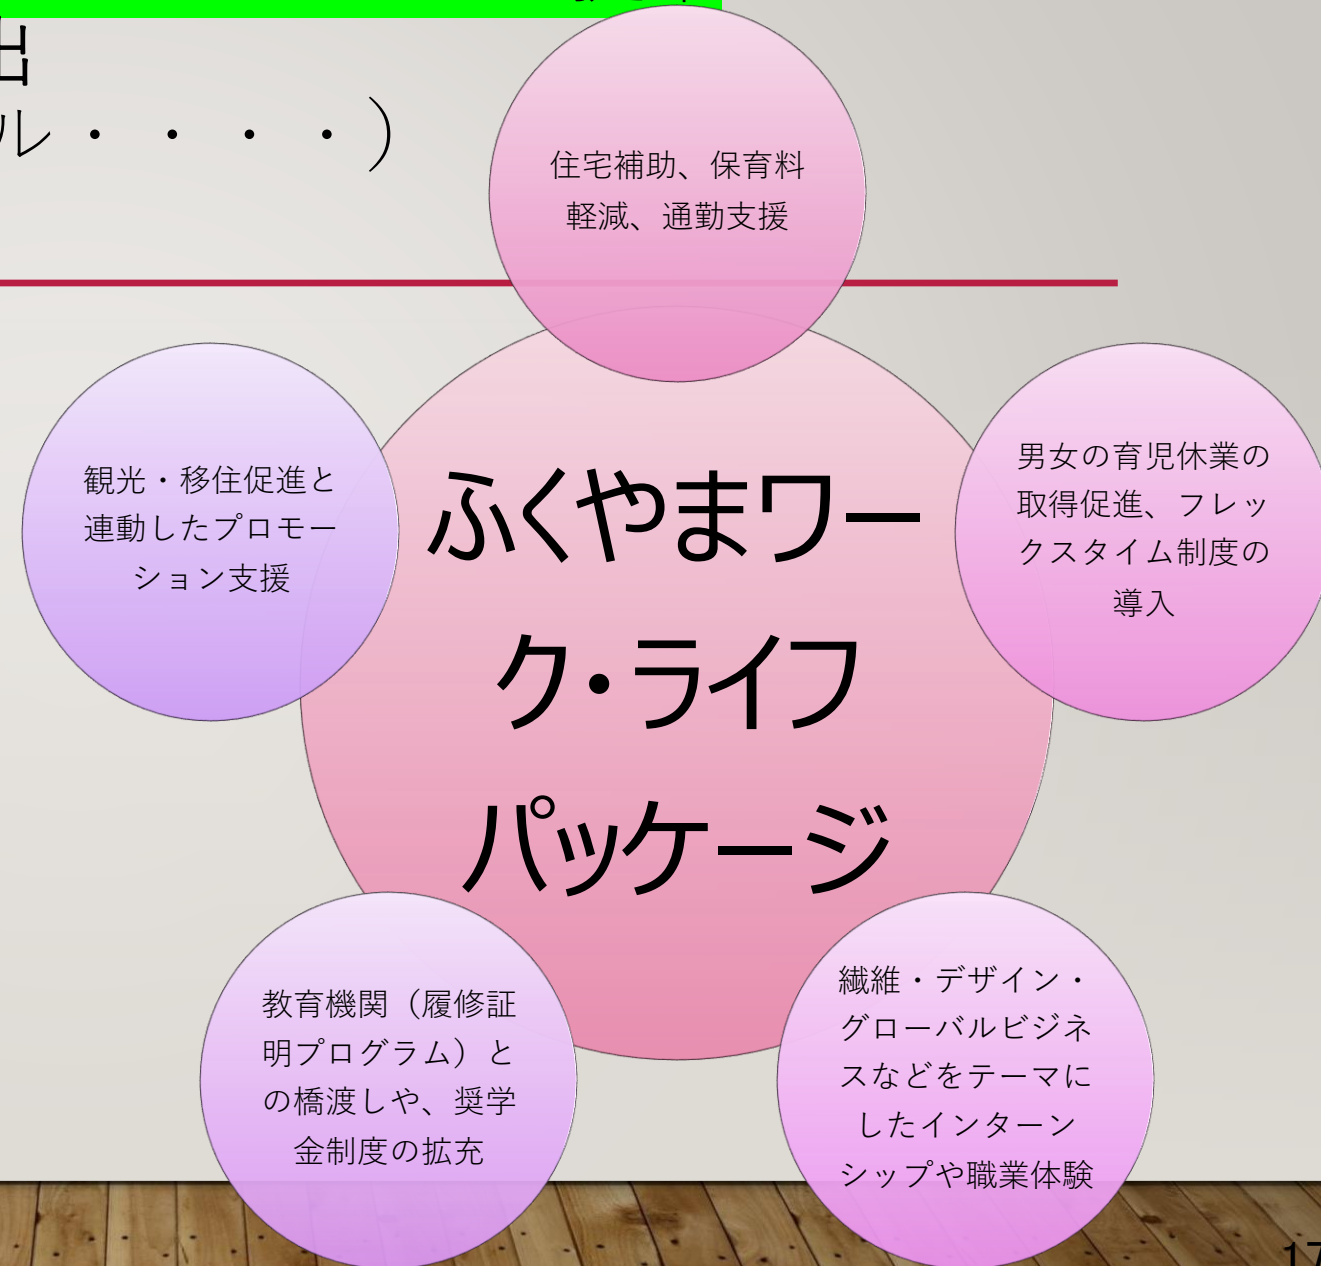 出
ル・・・・)
住宅補助、保育料
軽減、通勤支援
男女の育児休業の
取得促進、フレッ
クスタイム制度の
導入
繊維・デザイン・
グローバルビジネ
スなどをテーマに
したインターン
シップや職業体験
教育機関（履修証
明プログラム）と
の橋渡しや、奨学
金制度の拡充
観光・移住促進と
連動したプロモー
ション支援
ふくやまワー
ク・ライフ
パッケージ
17